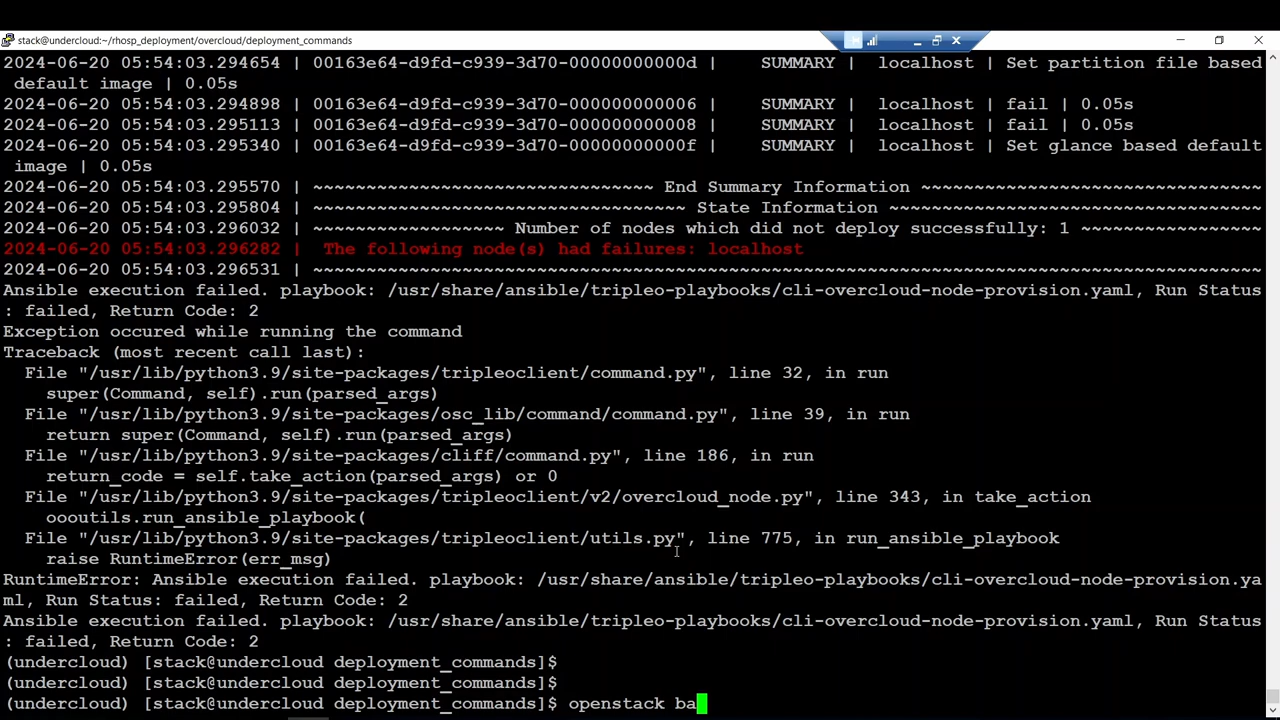 stack@undercloud:~/rhosp_deployment/overcloud/deployment_commands
2024-06-20 05:54:03.294654 | 00163e64-d9fd-c939-3d70-00000000000d |    SUMMARY |  localhost | Set partition file based
default image | 0.05s
2024-06-20 05:54:03.294898 | 00163e64-d9fd-c939-3d70-000000000006 |    SUMMARY |  localhost | fail | 0.05s
2024-06-20 05:54:03.295113 | 00163e64-d9fd-c939-3d70-000000000008 |    SUMMARY |  localhost | fail | 0.05s
2024-06-20 05:54:03.295340 | 00163e64-d9fd-c939-3d70-00000000000f |    SUMMARY |  localhost | Set glance based default
image | 0.05s
2024-06-20 05:54:03.295570 | ~~~~~~~~~~~~~~~~~~~~~~~~~~~~~~~ End Summary Information ~~~~~~~~~~~~~~~~~~~~~~~~~~~~~~~~~
2024-06-20 05:54:03.295804 | ~~~~~~~~~~~~~~~~~~~~~~~~~~~~~~~~~~~ State Information ~~~~~~~~~~~~~~~~~~~~~~~~~~~~~~~~~~~~
2024-06-20 05:54:03.296032 | ~~~~~~~~~~~~~~~~~~ Number of nodes which did not deploy successfully: 1 ~~~~~~~~~~~~~~~~~
2024-06-20 05:54:03.296282 |  The following node(s) had failures: localhost
2024-06-20 05:54:03.296531 | ~~~~~~~~~~~~~~~~~~~~~~~~~~~~~~~~~~~~~~~~~~~~~~~~~~~~~~~~~~~~~~~~~~~~~~~~~~~~~~~~~~~~~~~~~
Ansible execution failed. playbook: /usr/share/ansible/tripleo-playbooks/cli-overcloud-node-provision.yaml, Run Status
: failed, Return Code: 2
Exception occured while running the command
Traceback (most recent call last):
  File "/usr/lib/python3.9/site-packages/tripleoclient/command.py", line 32, in run
    super(Command, self).run(parsed_args)
  File "/usr/lib/python3.9/site-packages/osc_lib/command/command.py", line 39, in run
    return super(Command, self).run(parsed_args)
  File "/usr/lib/python3.9/site-packages/cliff/command.py", line 186, in run
    return_code = self.take_action(parsed_args) or 0
  File "/usr/lib/python3.9/site-packages/tripleoclient/v2/overcloud_node.py", line 343, in take_action
    oooutils.run_ansible_playbook(
  File "/usr/lib/python3.9/site-packages/tripleoclient/utils.py", line 775, in run_ansible_playbook
    raise RuntimeError(err_msg)
RuntimeError: Ansible execution failed. playbook: /usr/share/ansible/tripleo-playbooks/cli-overcloud-node-provision.ya
ml, Run Status: failed, Return Code: 2
Ansible execution failed. playbook: /usr/share/ansible/tripleo-playbooks/cli-overcloud-node-provision.yaml, Run Status
: failed, Return Code: 2
(undercloud) [stack@undercloud deployment_commands]$
(undercloud) [stack@undercloud deployment_commands]$
(undercloud) [stack@undercloud deployment_commands]$ openstack ba